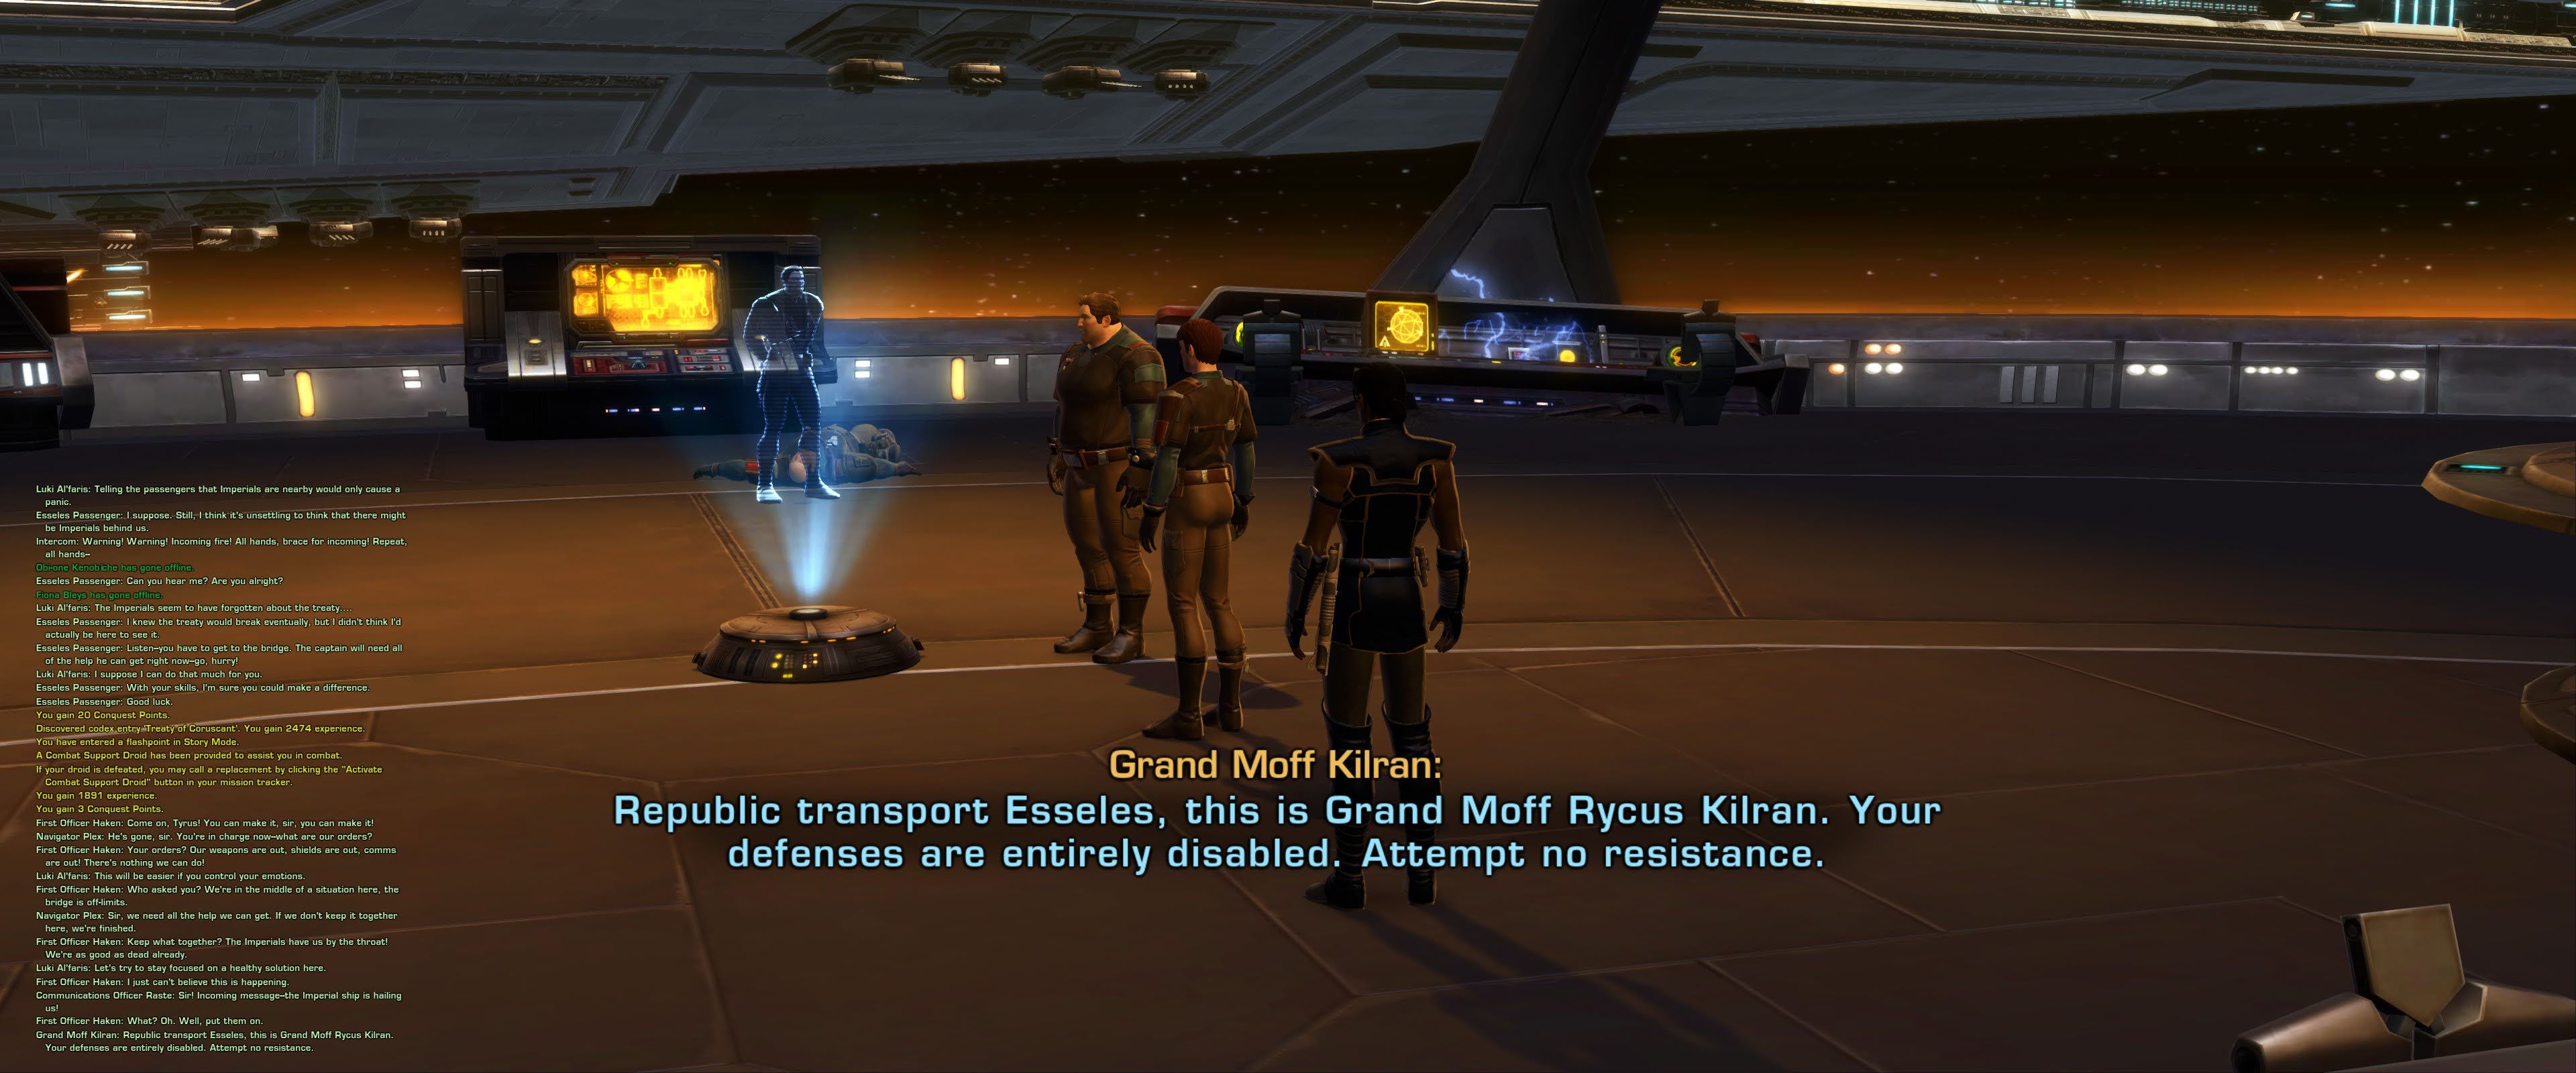 Luki Al'faris: Telling the passengers that Imperials are nearby would only cause a
panic.
Esseles Passenger: I suppose. Still, I think it's unsettling to think that there might
be Imperials behind us.
Intercom: Warning! Warning! Incoming fire! All hands, brace for incoming! Repeat,
all hands—
Obi-one Kenobiche has gone offline.
Esseles Passenger: Can you hear me? Are you alright?
Fiona Bleys has gone offline.
Luki Al'faris: The Imperials seem to have forgotten about the treaty....
Esseles Passenger: I knew the treaty would break eventually, but I didn't think I'd
actually be here to see it.
Esseles Passenger: Listen—you have to get to the bridge. The captain will need all
of the help he can get right now—go, hurry!
Luki Al'faris: I suppose I can do that much for you.
Esseles Passenger: With your skills, I'm sure you could make a difference.
Esseles Passenger: Good luck.
You gain 20 Conquest Points.
Discovered codex entry 'Treaty of Coruscant'. You gain 2474 experience.
You have entered a flashpoint in Story Mode.
A Combat Support Droid has been provided to assist you in combat.
If your droid is defeated, you may call a replacement by clicking the "Activate
Combat Support Droid" button in your mission tracker.
You gain 1891 experience.
You gain 3 Conquest Points.
First Officer Haken: Come on, Tyrus! You can make it, sir, you can make it!
Navigator Plex: He's gone, sir. You're in charge now—what are our orders?
First Officer Haken: Your orders? Our weapons are out, shields are out, comms
are out! There's nothing we can do!
Luki Al'faris: This will be easier if you control your emotions.
First Officer Haken: Who asked you? We're in the middle of a situation here, the
bridge is off-limits.
Navigator Plex: Sir, we need all the help we can get. If we don't keep it together
here, we're finished.
First Officer Haken: Keep what together? The Imperials have us by the throat!
We're as good as dead already.
Luki Al'faris: Let's try to stay focused on a healthy solution here.
First Officer Haken: I just can't believe this is happening.
Communications Officer Raste: Sir! Incoming message—the Imperial ship is hailing
us!
First Officer Haken: What? Oh. Well, put them on.
Grand Moff Kilran: Republic transport Esseles, this is Grand Moff Rycus Kilran.
Your defenses are entirely disabled. Attempt no resistance.
Grand Moff Kilran:
Republic transport Esseles, this is Grand Moff Rycus Kilran. Your
defenses are entirely disabled. Attempt no resistance.